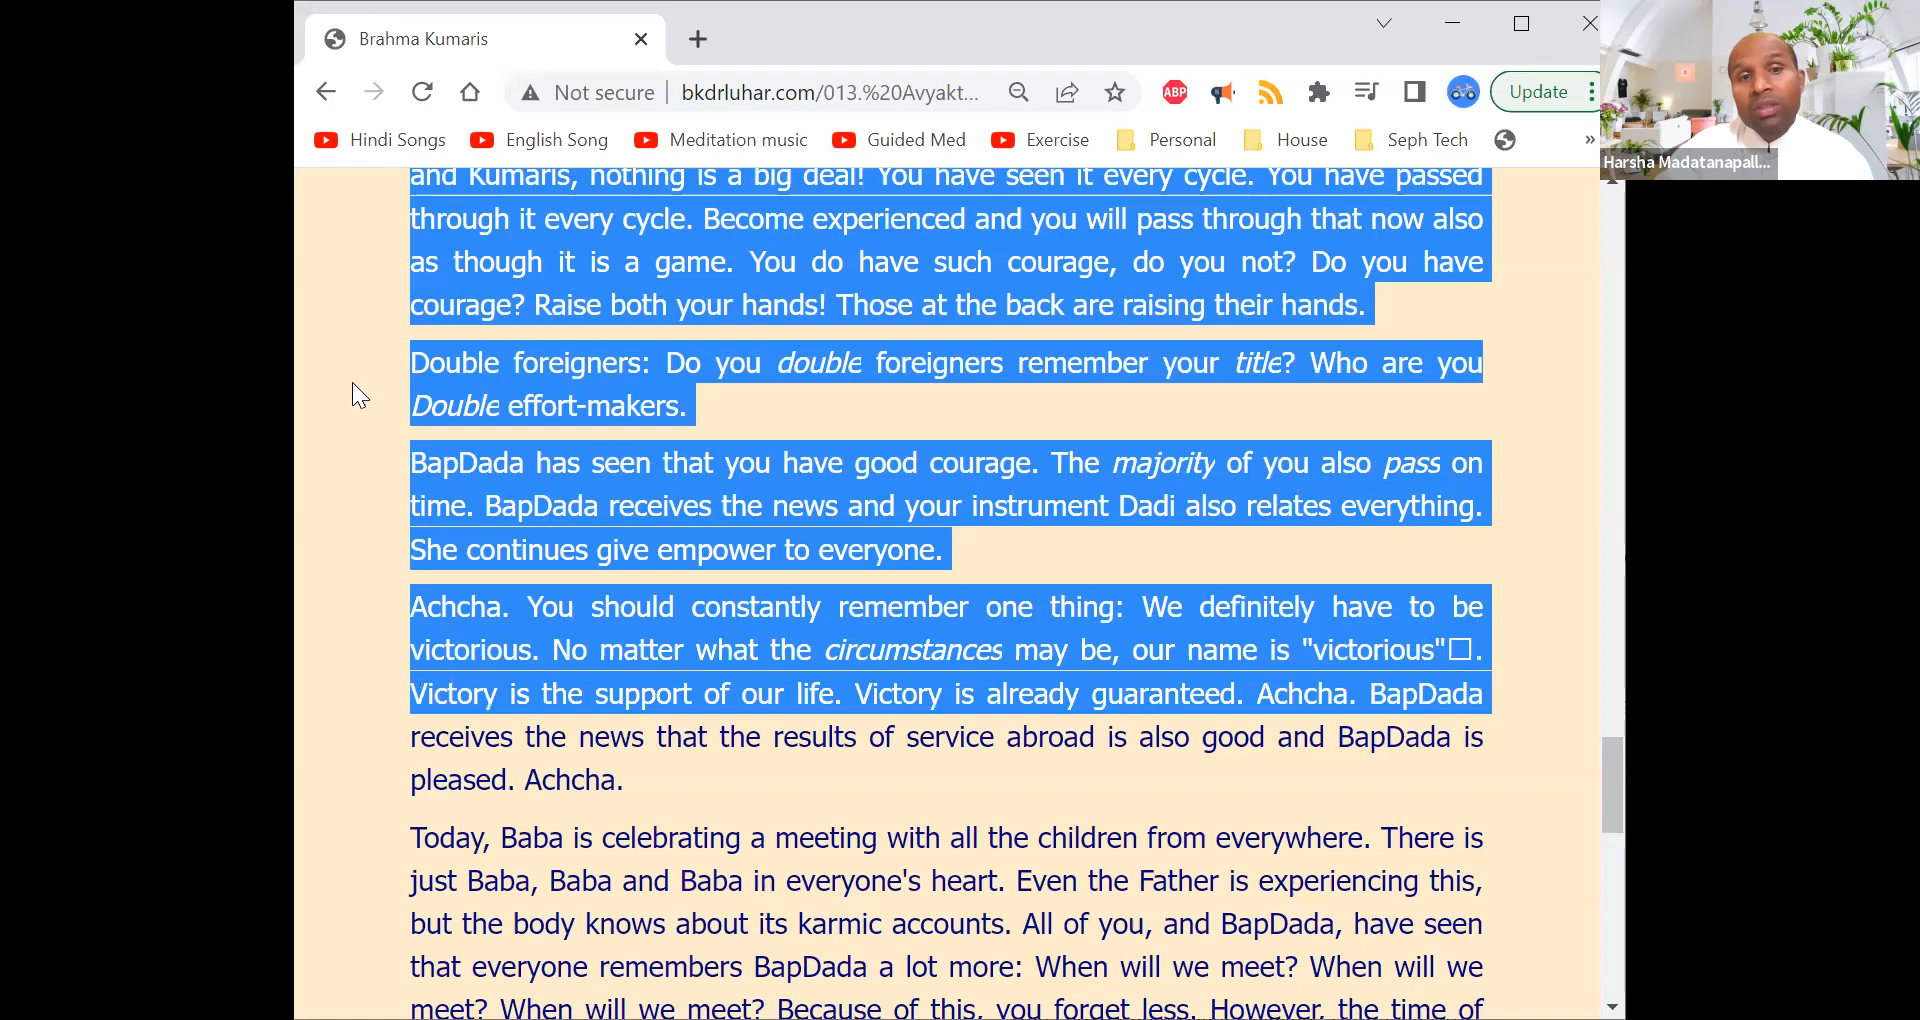 Brahma Kumaris
Not secure bkdrluhar.com/013.%20Avyakt...
ABP
Update
Hindi Songs English Song Meditation music Guided Med Exercise Personal House Seph Tech »
Harsha Madatanapall...
and Kumaris, nothing is a big deal! You have seen it every cycle. You have passed
through it every cycle. Become experienced and you will pass through that now also
as though it is a game. You do have such courage, do you not? Do you have
courage? Raise both your hands! Those at the back are raising their hands.
Double foreigners: Do you double foreigners remember your title? Who are you
Double effort-makers.
BapDada has seen that you have good courage. The majority of you also pass on
time. BapDada receives the news and your instrument Dadi also relates everything.
She continues give empower to everyone.
Achcha. You should constantly remember one thing: We definitely have to be
victorious. No matter what the circumstances may be, our name is "victorious"□.
Victory is the support of our life. Victory is already guaranteed. Achcha. BapDada
receives the news that the results of service abroad is also good and BapDada is
pleased. Achcha.
Today, Baba is celebrating a meeting with all the children from everywhere. There is
just Baba, Baba and Baba in everyone's heart. Even the Father is experiencing this,
but the body knows about its karmic accounts. All of you, and BapDada, have seen
that everyone remembers BapDada a lot more: When will we meet? When will we
meet? When will we meet? Because of this, you forget less. However, the time of